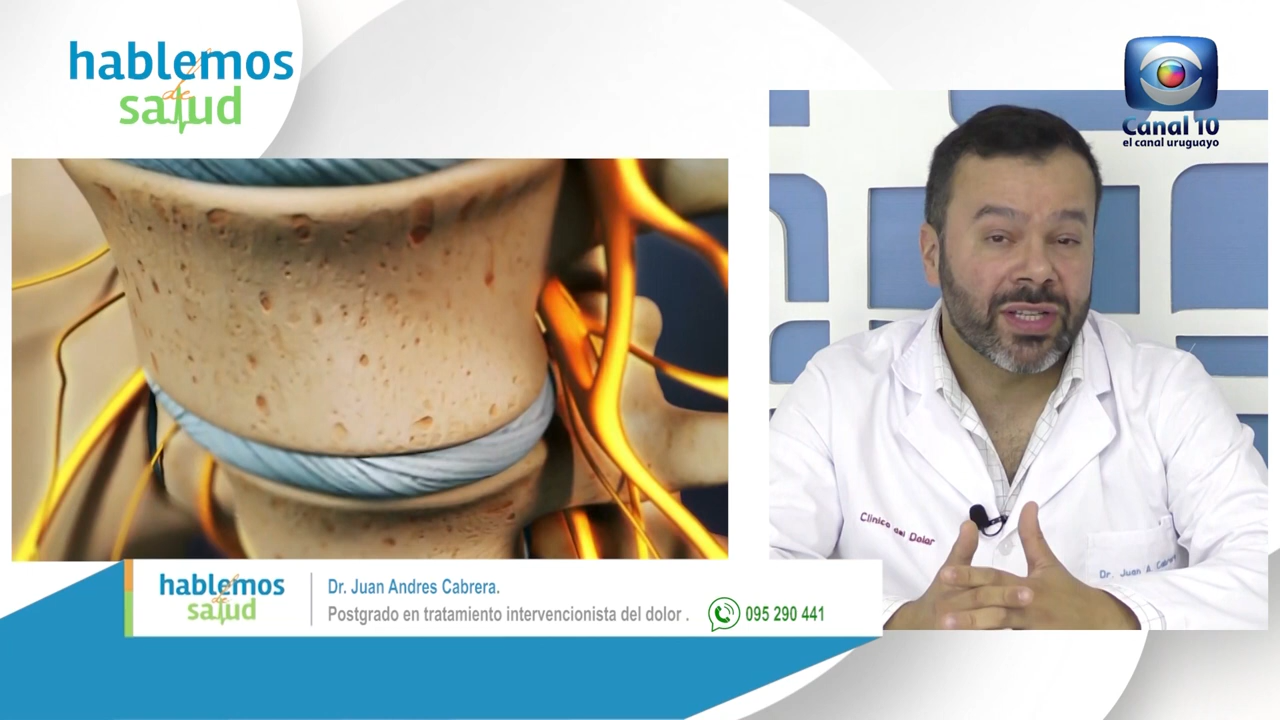 hablemos
de
salud
Canal 10
el canal uruguayo
Clínica del Dolor
Dr. Juan A. Cabrera
hablemos
de
salud
Dr. Juan Andres Cabrera.
Postgrado en tratamiento intervencionista del dolor .
095 290 441